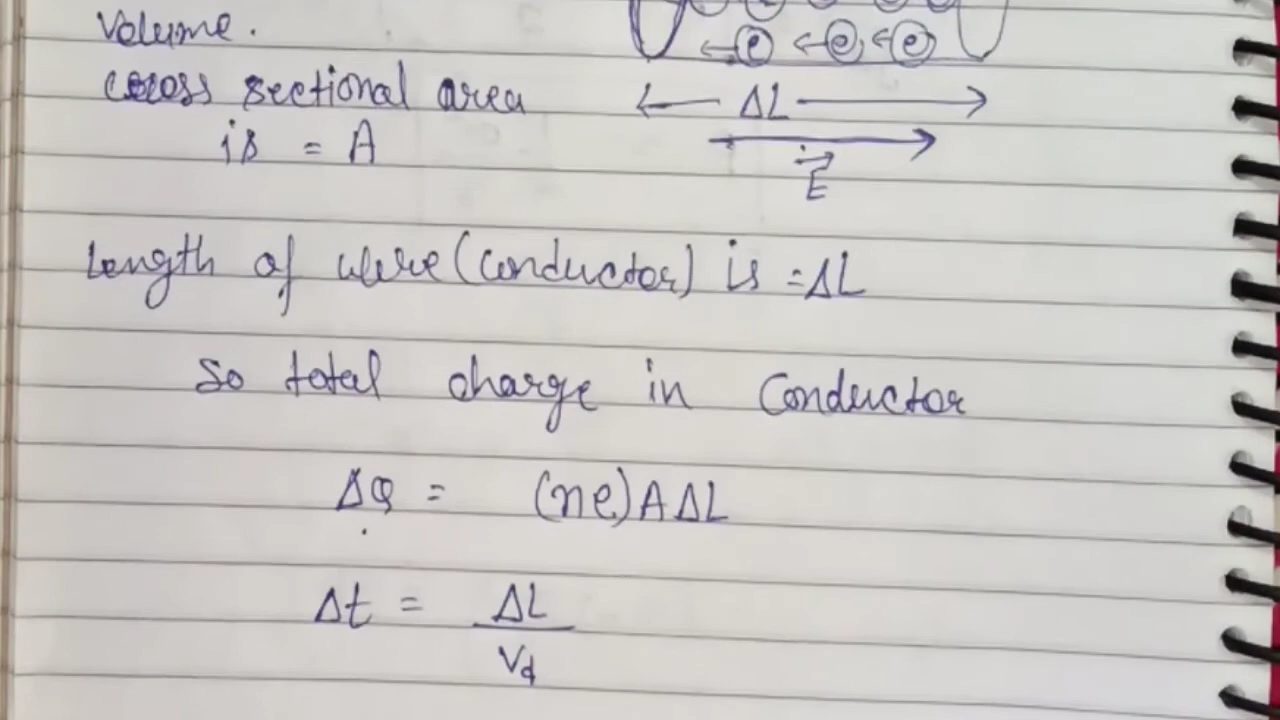 Volume.
cross sectional area
is = A
e e e
← ΔL →
E⃗
Length of wire (conductor) is = ΔL
So total charge in Conductor
ΔQ = (ne)AΔL
Δt = ΔL
Vd